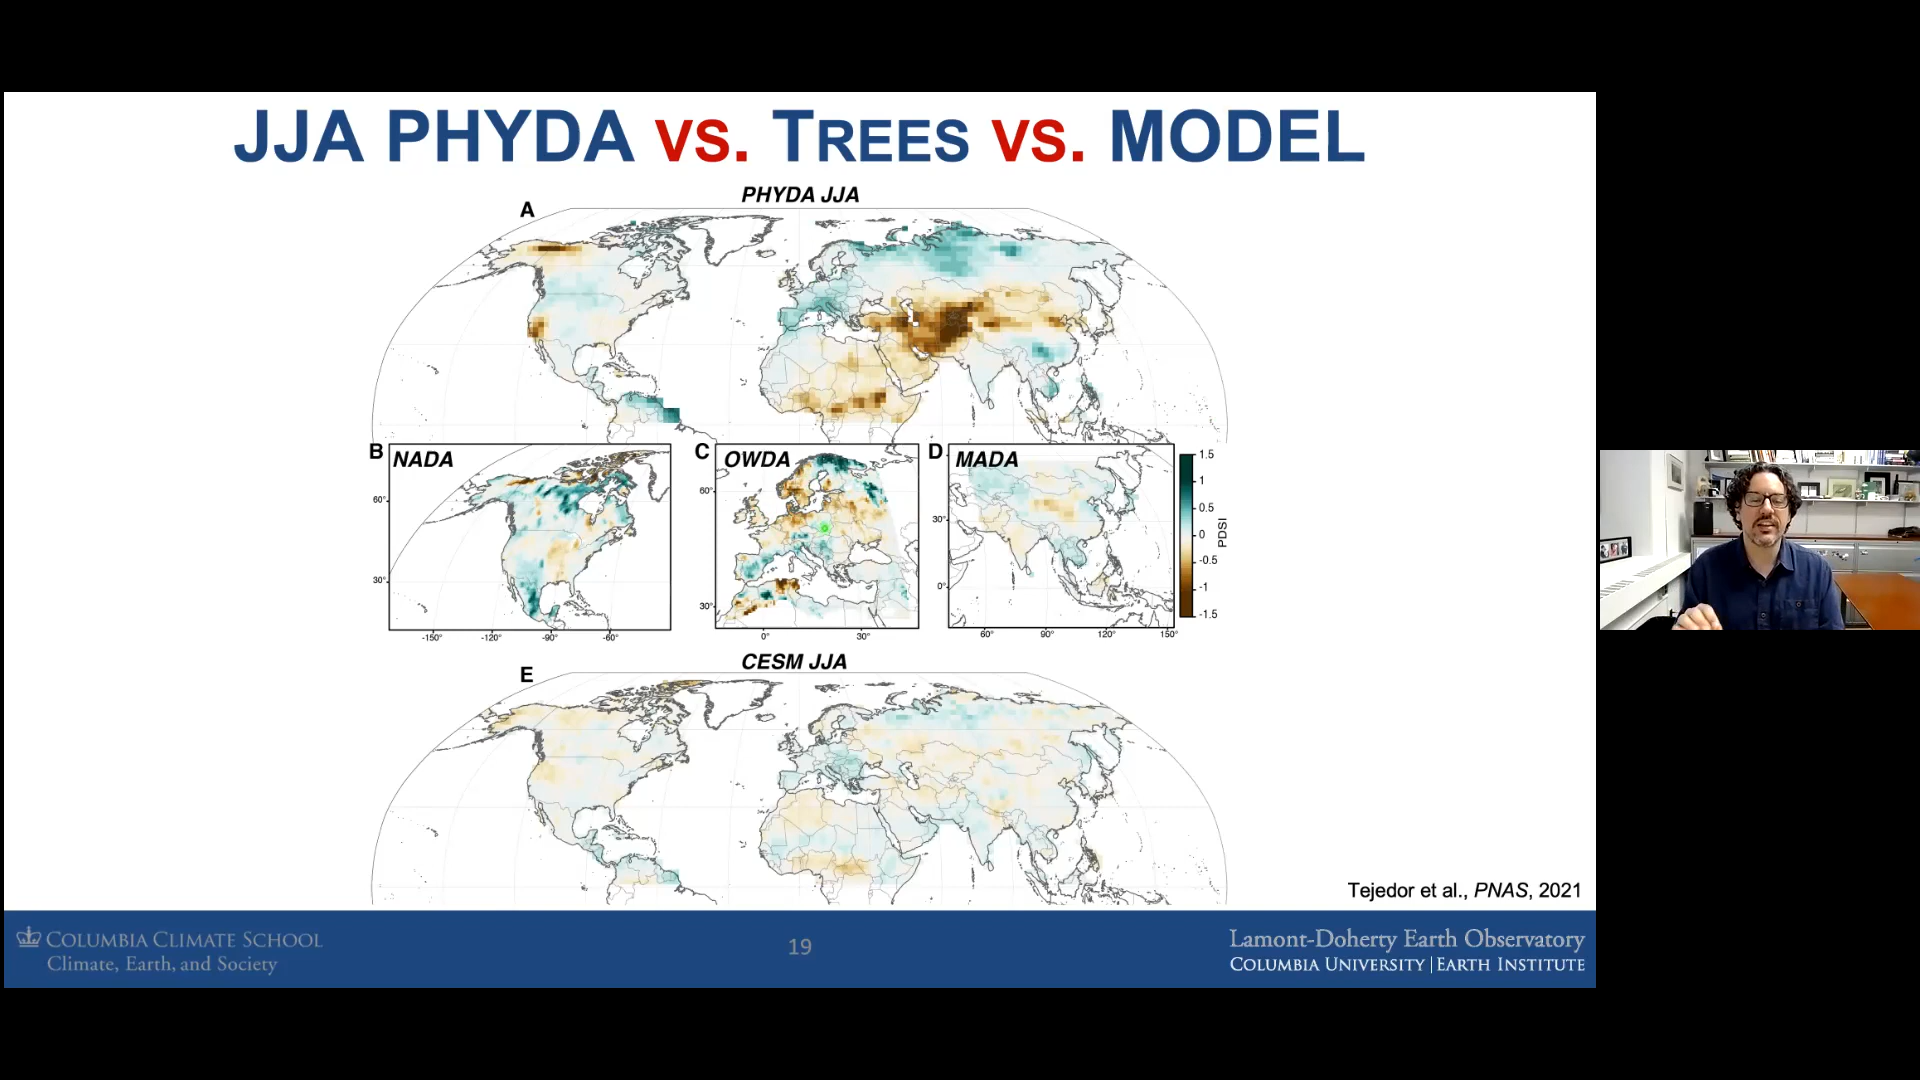 JJA PHYDA VS. TREES VS. MODEL
PHYDA JJA
A
B
NADA
60°
30°
-150°
-120°
-90°
-60°
C
OWDA
60°
30°
0°
30°
D
MADA
30°
0°
60°
90°
120°
150°
1.5
1
0.5
0
-0.5
-1
-1.5
PDSI
CESM JJA
E
Tejedor et al., PNAS, 2021
COLUMBIA CLIMATE SCHOOL
Climate, Earth, and Society
19
Lamont-Doherty Earth Observatory
COLUMBIA UNIVERSITY | EARTH INSTITUTE